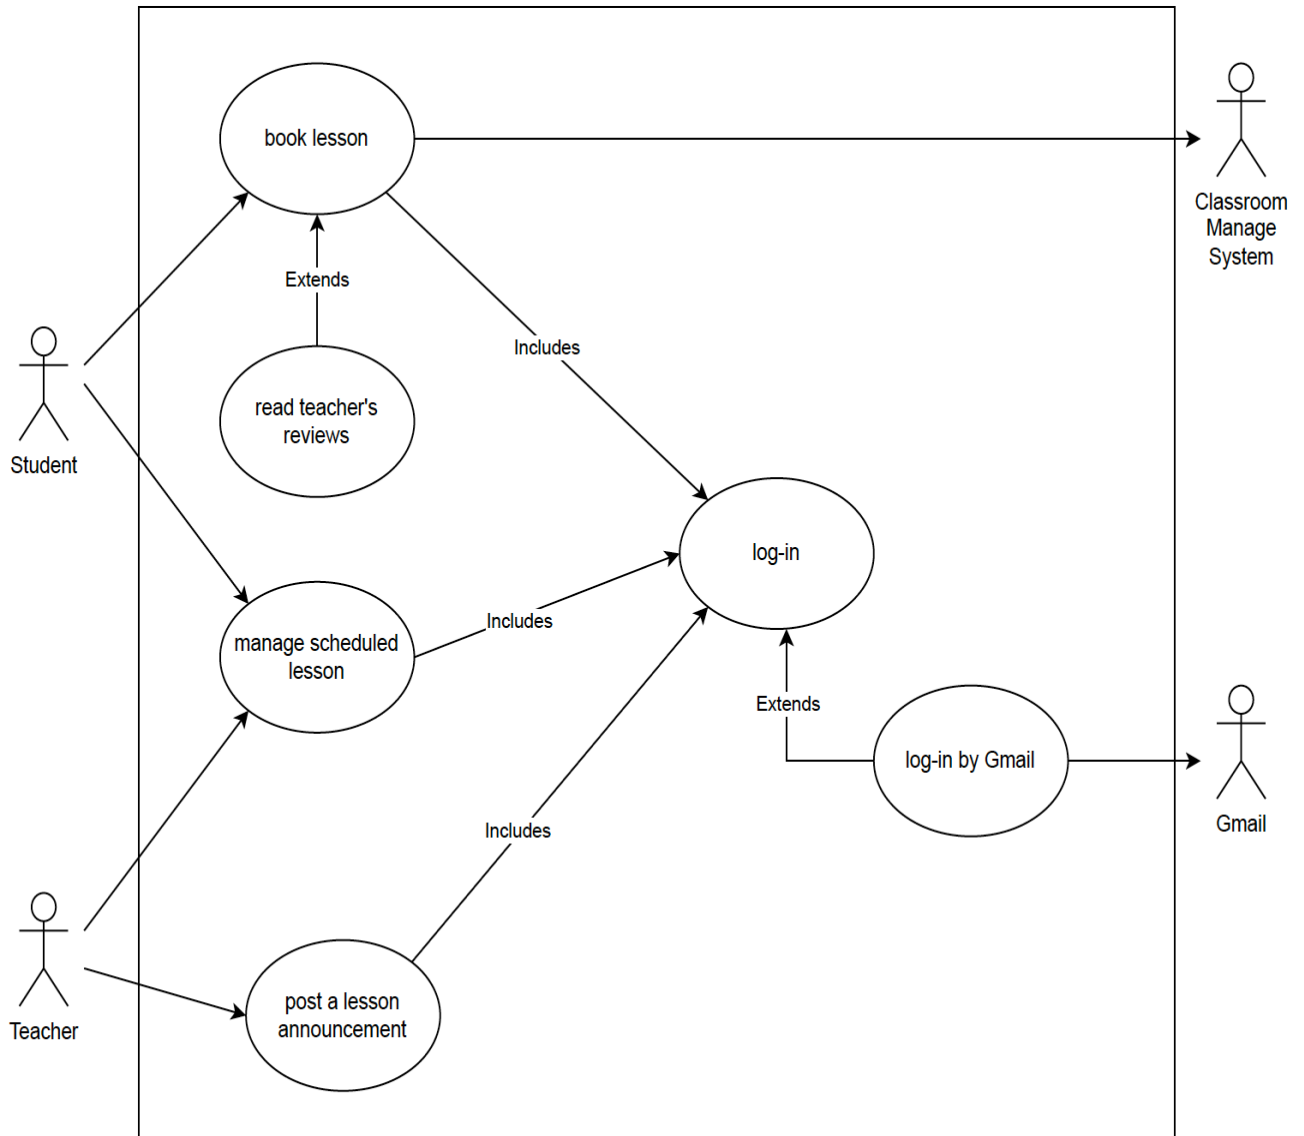 book lesson
Classroom
Manage
System
Extends
Includes
read teacher's
reviews
Student
log-in
Includes
manage scheduled
lesson
Extends
log-in by Gmail
Gmail
Includes
post a lesson
announcement
Teacher